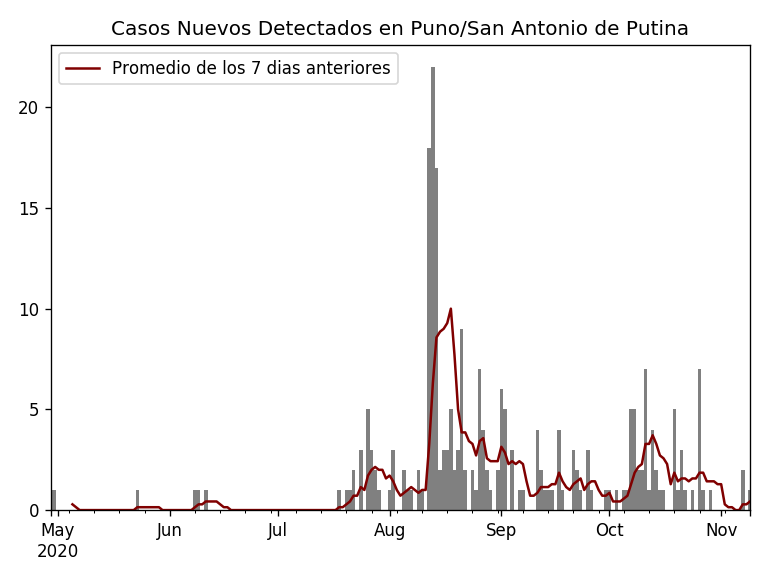 Casos Nuevos Detectados en Puno/San Antonio de Putina
Promedio de los 7 dias anteriores
20
15
10
5
0
May Jun Jul Aug Sep Oct Nov
2020